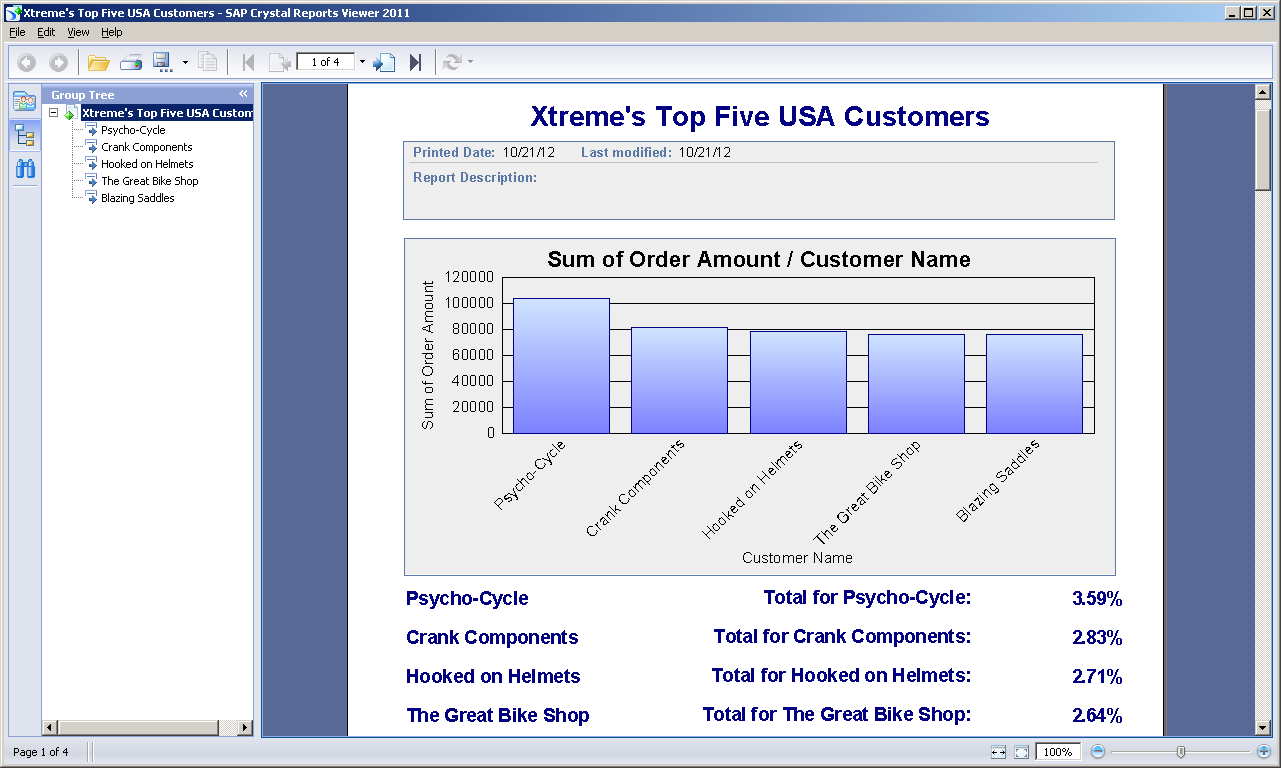 Xtreme's Top Five USA Customers - SAP Crystal Reports Viewer 2011
File Edit View Help
1 of 4
Group Tree
Xtreme's Top Five USA Custom
Psycho-Cycle
Crank Components
Hooked on Helmets
The Great Bike Shop
Blazing Saddles
Xtreme's Top Five USA Customers
Printed Date: 10/21/12 Last modified: 10/21/12
Report Description:
Sum of Order Amount / Customer Name
Sum of Order Amount
120000
100000
80000
60000
40000
20000
0
Psycho-Cycle
Crank Components
Hooked on Helmets
The Great Bike Shop
Blazing Saddles
Customer Name
Psycho-Cycle Total for Psycho-Cycle: 3.59%
Crank Components Total for Crank Components: 2.83%
Hooked on Helmets Total for Hooked on Helmets: 2.71%
The Great Bike Shop Total for The Great Bike Shop: 2.64%
Page 1 of 4
100%